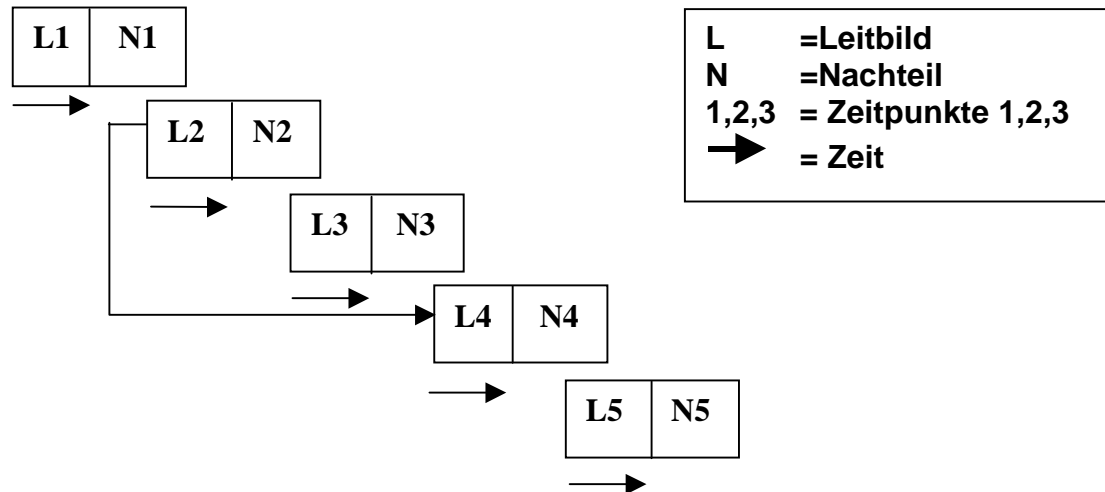 L1 N1
L2 N2
L3 N3
L4 N4
L5 N5
L =Leitbild
N =Nachteil
1,2,3 = Zeitpunkte 1,2,3
= Zeit